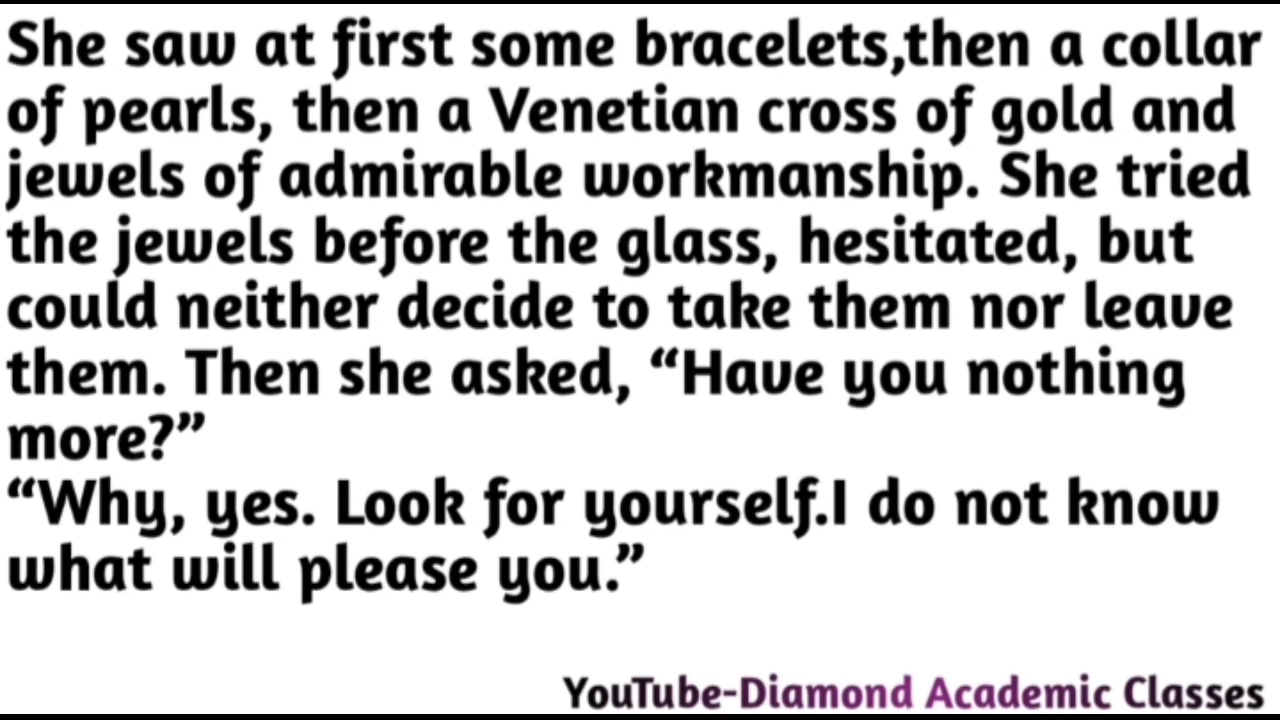 She saw at first some bracelets,then a collar
of pearls, then a Venetian cross of gold and
jewels of admirable workmanship. She tried
the jewels before the glass, hesitated, but
could neither decide to take them nor leave
them. Then she asked, “Have you nothing
more?”
“Why, yes. Look for yourself.I do not know
what will please you.”
YouTube-Diamond Academic Classes